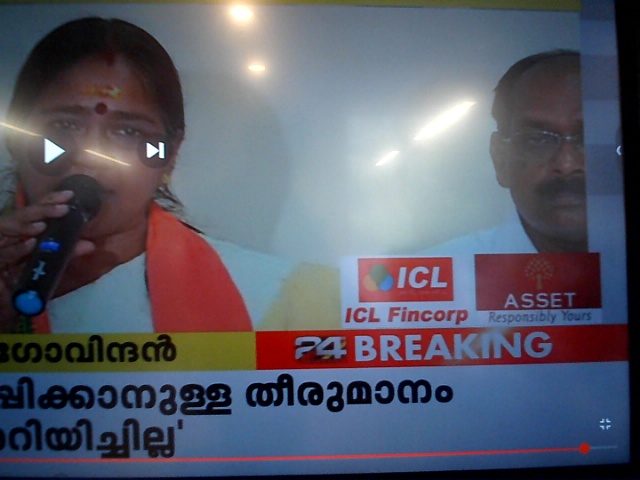 ICL
ICL Fincorp
ASSET
Responsibly Yours
ഗോവിന്ദൻ
24 BREAKING
പ്പിക്കാനുള്ള തീരുമാനം
റിയിച്ചില്ല'